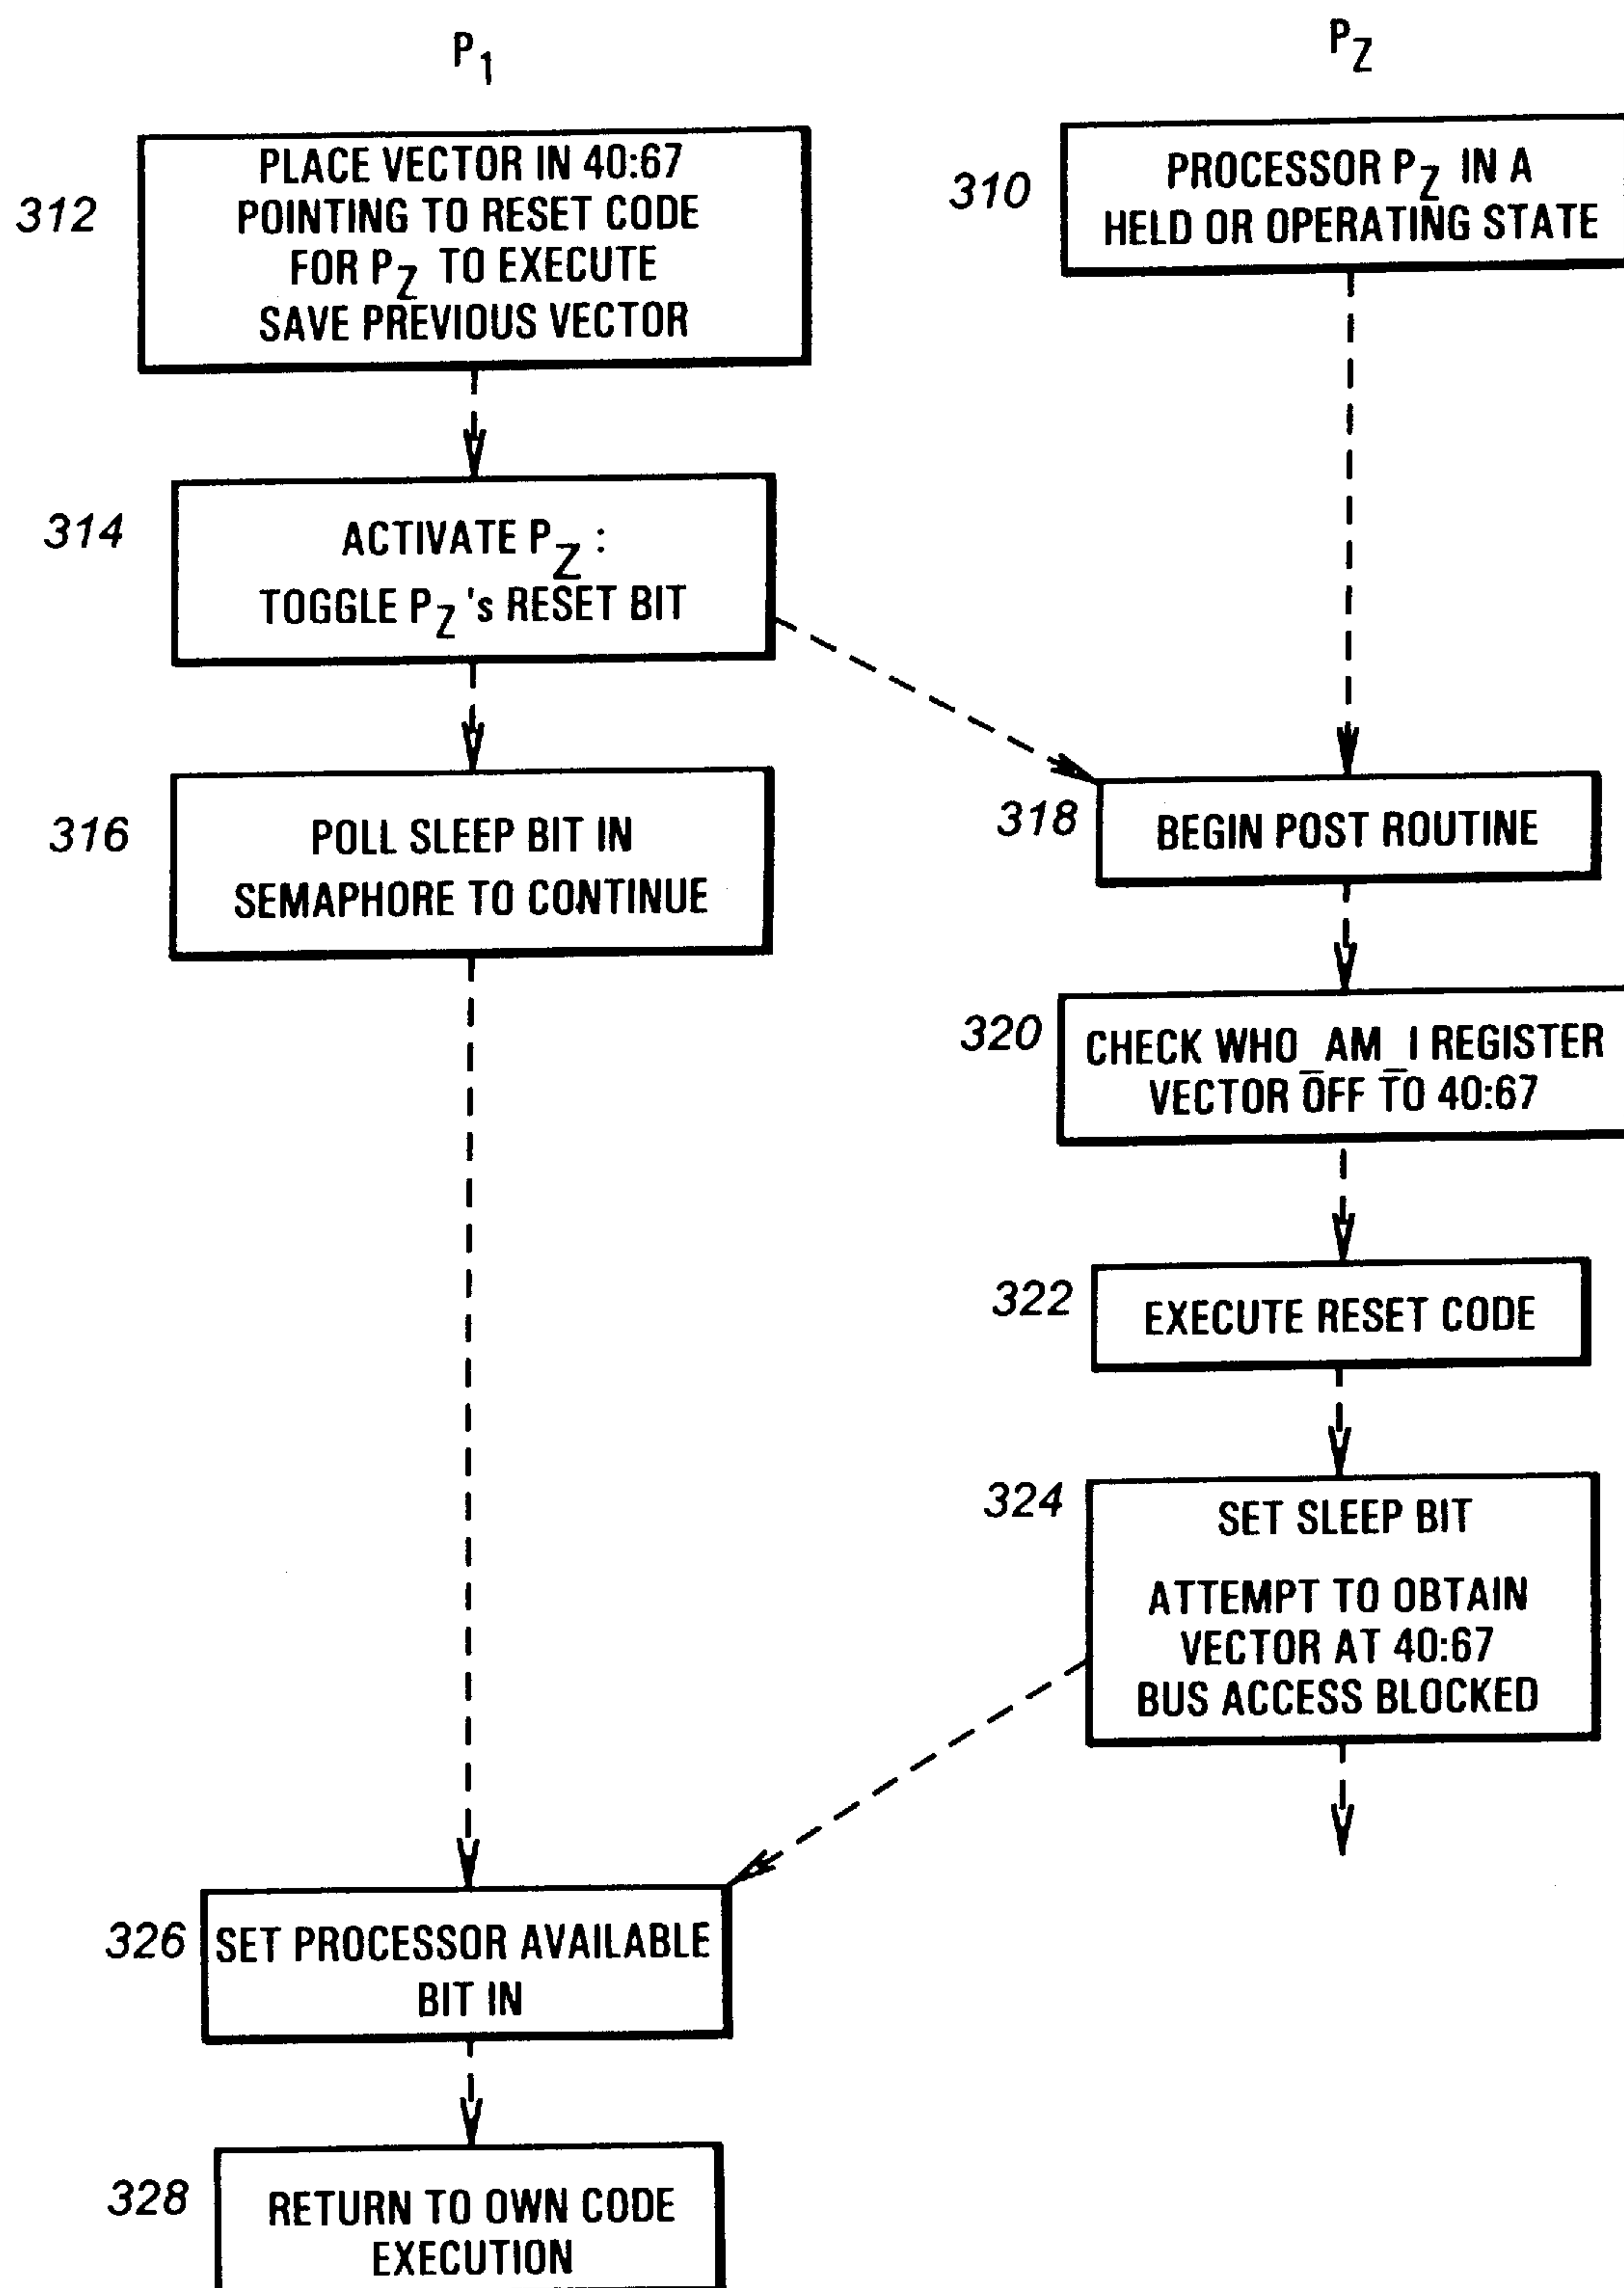 P1
PZ
312
PLACE VECTOR IN 40:67
POINTING TO RESET CODE
FOR PZ TO EXECUTE
SAVE PREVIOUS VECTOR
310
PROCESSOR PZ IN A
HELD OR OPERATING STATE
314
ACTIVATE PZ :
TOGGLE PZ 's RESET BIT
316
POLL SLEEP BIT IN
SEMAPHORE TO CONTINUE
318
BEGIN POST ROUTINE
320
CHECK WHO_AM_I REGISTER
VECTOR OFF TO 40:67
322
EXECUTE RESET CODE
324
SET SLEEP BIT
ATTEMPT TO OBTAIN
VECTOR AT 40:67
BUS ACCESS BLOCKED
326
SET PROCESSOR AVAILABLE
BIT IN
328
RETURN TO OWN CODE
EXECUTION